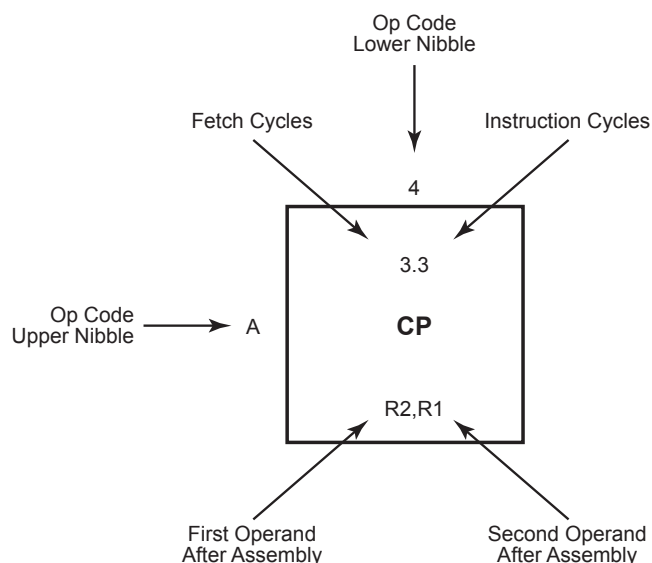 Op Code
Lower Nibble
Fetch Cycles
Instruction Cycles
4
3.3
Op Code
Upper Nibble
A
CP
R2,R1
First Operand
After Assembly
Second Operand
After Assembly